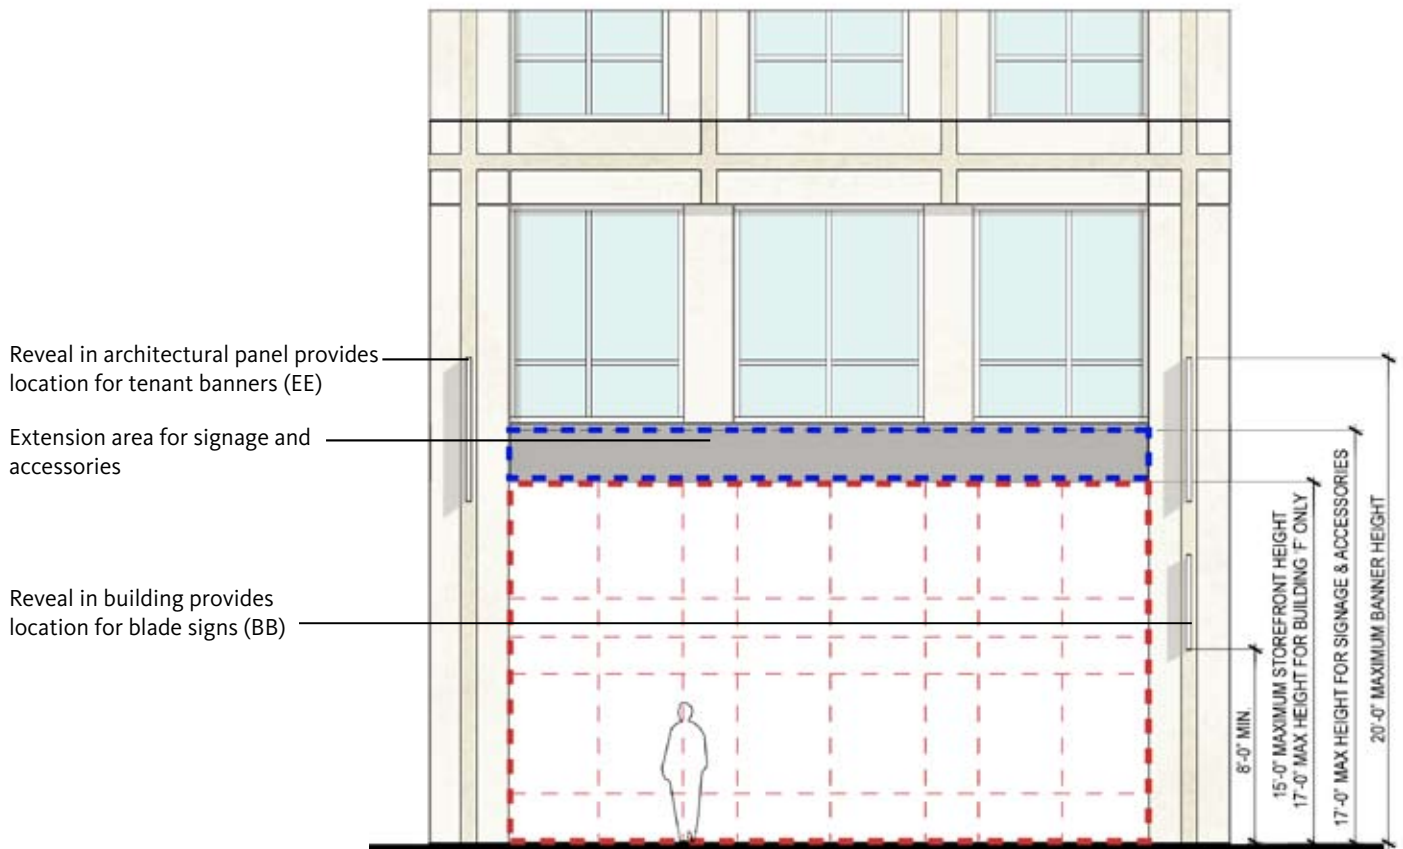 Reveal in architectural panel provides
location for tenant banners (EE)
Extension area for signage and
accessories
Reveal in building provides
location for blade signs (BB)
8'-0" MIN.
15'-0" MAXIMUM STOREFRONT HEIGHT
17'-0" MAX HEIGHT FOR BUILDING 'F' ONLY
17'-0" MAX HEIGHT FOR SIGNAGE & ACCESSORIES
20'-0" MAXIMUM BANNER HEIGHT